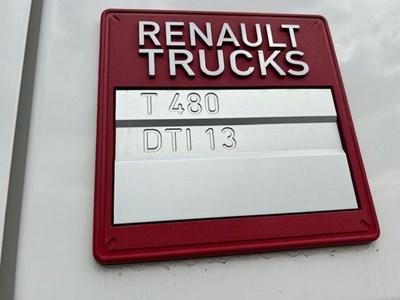 RENAULT
TRUCKS
T 480
DTI 13